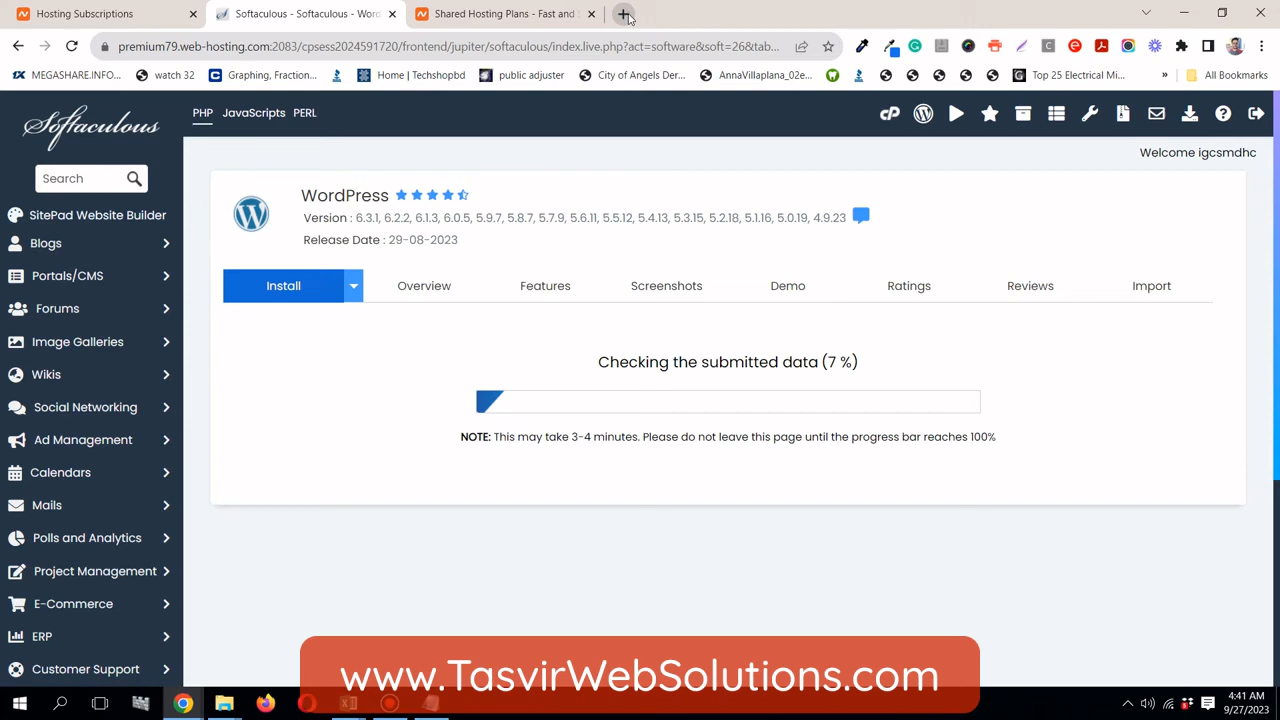 Hosting Subscriptions
Softaculous - Softaculous - Wor
Shared Hosting Plans - Fast and S
premium79.web-hosting.com:2083/cpsess2024591720/frontend/jupiter/softaculous/index.live.php?act=software&soft=26&tab...
MEGASHARE.INFO...
watch 32
Graphing, Fraction...
Home | Techshopbd
public adjuster
City of Angels Der...
AnnaVillaplana_02e...
Top 25 Electrical Mi...
»
All Bookmarks
Softaculous
PHP
JavaScripts
PERL
Welcome igcsmdhc
Search
SitePad Website Builder
Blogs
Portals/CMS
Forums
Image Galleries
Wikis
Social Networking
Ad Management
Calendars
Mails
Polls and Analytics
Project Management
E-Commerce
ERP
Customer Support
WordPress
Version : 6.3.1, 6.2.2, 6.1.3, 6.0.5, 5.9.7, 5.8.7, 5.7.9, 5.6.11, 5.5.12, 5.4.13, 5.3.15, 5.2.18, 5.1.16, 5.0.19, 4.9.23
Release Date : 29-08-2023
Install
Overview
Features
Screenshots
Demo
Ratings
Reviews
Import
Checking the submitted data (7 %)
NOTE: This may take 3-4 minutes. Please do not leave this page until the progress bar reaches 100%
www.TasvirWebSolutions.com
4:41 AM
9/27/2023